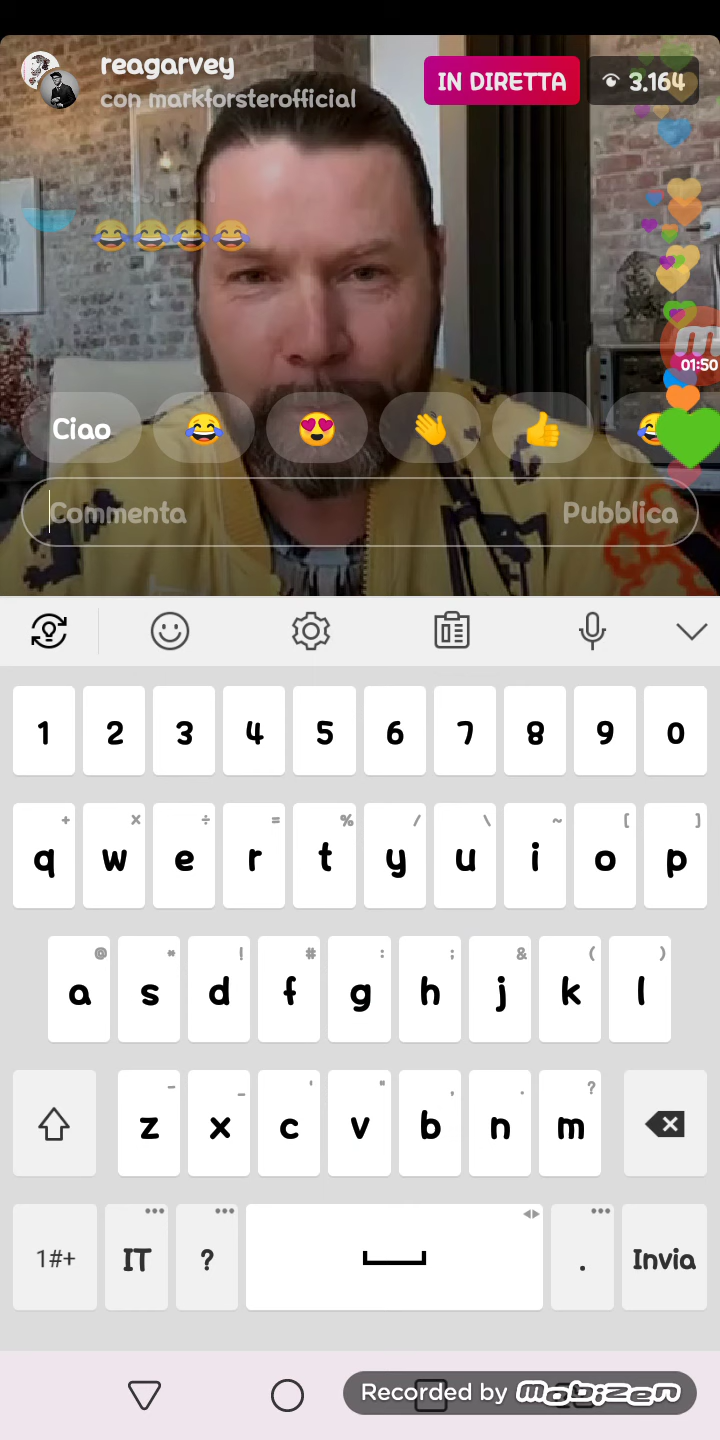 reagarvey
con markforsterofficial
IN DIRETTA
3.164
01:50
Ciao
Commenta
Pubblica
1 2 3 4 5 6 7 8 9 0
+ × ÷ = % / \ ~ [ ]
q w e r t y u i o p
@ * ! # : ; & ( )
a s d f g h j k l
- _ ' " , . ?
z x c v b n m
1#+ IT ? . Invia
Recorded by mobizen